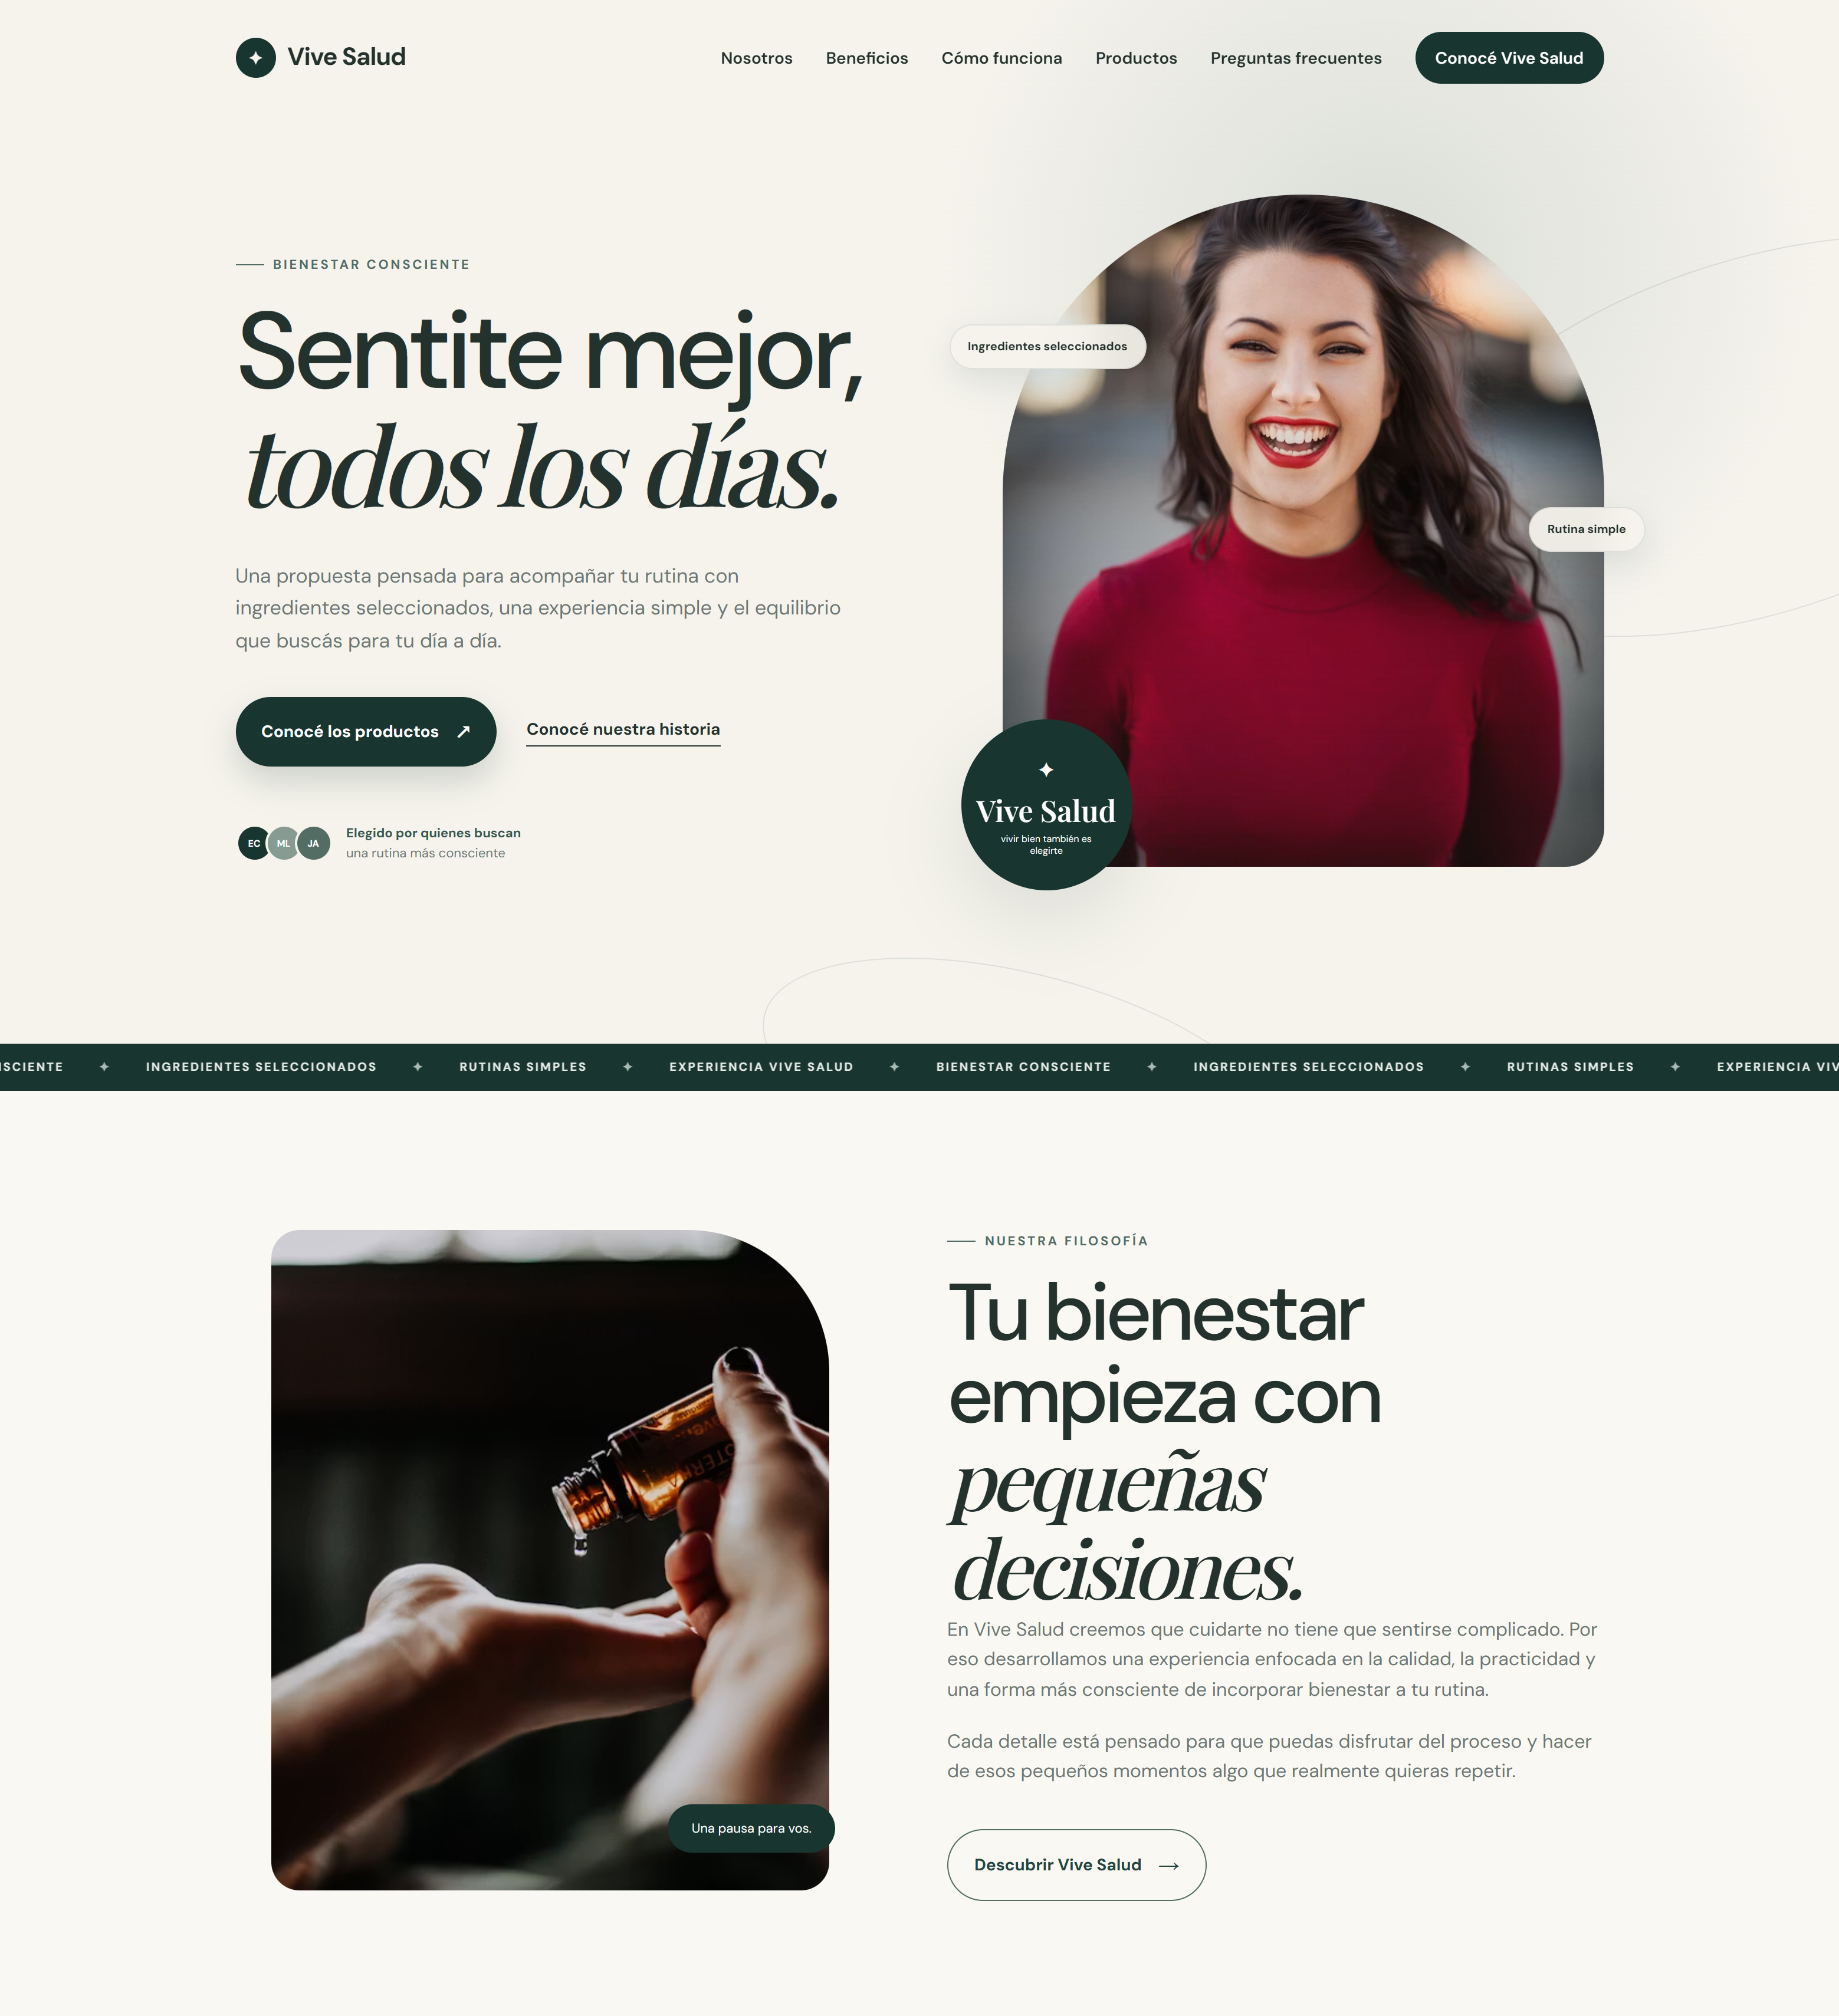 Vive Salud
Nosotros
Beneficios
Cómo funciona
Productos
Preguntas frecuentes
Conocé Vive Salud
BIENESTAR CONSCIENTE
Sentite mejor,
todos los días.
Una propuesta pensada para acompañar tu rutina con
ingredientes seleccionados, una experiencia simple y el equilibrio
que buscás para tu día a día.
Conocé los productos ↗
Conocé nuestra historia
EC ML JA
Elegido por quienes buscan
una rutina más consciente
Ingredientes seleccionados
Rutina simple
Vive Salud
vivir bien también es
elegirte
SCIENTE ✦ INGREDIENTES SELECCIONADOS ✦ RUTINAS SIMPLES ✦ EXPERIENCIA VIVE SALUD ✦ BIENESTAR CONSCIENTE ✦ INGREDIENTES SELECCIONADOS ✦ RUTINAS SIMPLES ✦ EXPERIENCIA VIV
Una pausa para vos.
NUESTRA FILOSOFÍA
Tu bienestar
empieza con
pequeñas
decisiones.
En Vive Salud creemos que cuidarte no tiene que sentirse complicado. Por
eso desarrollamos una experiencia enfocada en la calidad, la practicidad y
una forma más consciente de incorporar bienestar a tu rutina.
Cada detalle está pensado para que puedas disfrutar del proceso y hacer
de esos pequeños momentos algo que realmente quieras repetir.
Descubrir Vive Salud →